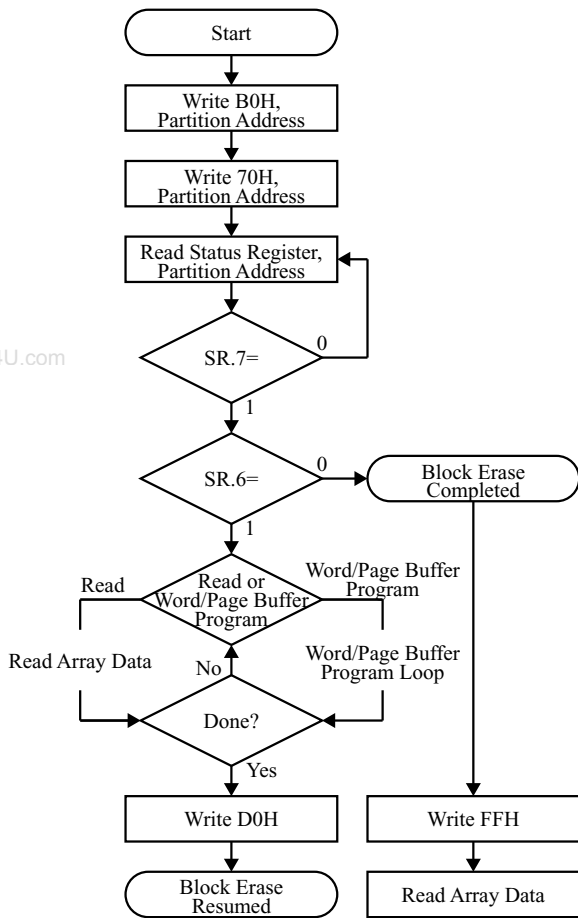 Start
Write B0H,
Partition Address
Write 70H,
Partition Address
Read Status Register,
Partition Address
4U.com
SR.7=
0
1
SR.6=
0
Block Erase
Completed
1
Read
Read or
Word/Page Buffer
Program
Word/Page Buffer
Program
Read Array Data
No
Word/Page Buffer
Program Loop
Done?
Yes
Write D0H
Write FFH
Block Erase
Resumed
Read Array Data